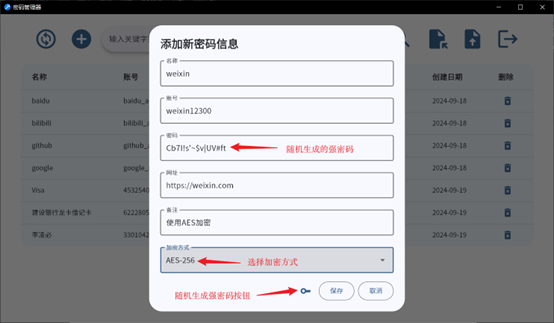 密码管理器
输入关键字
添加新密码信息
名称
weixin
账号
weixin12300
密码
Cb7I!s'~$v|UV#ft
随机生成的强密码
网址
https://weixin.com
备注
使用AES加密
加密方式
AES-256
选择加密方式
随机生成强密码按钮
保存 取消
名称 账号 创建日期 删除
baidu baidu_a 2024-09-18
bilibili bilibili_a 2024-09-18
github github_a 2024-09-18
google google_ 2024-09-18
Visa 4532540 2024-09-19
建设银行龙卡借记卡 6222805 2024-09-19
李滚必 3301042 2024-09-19